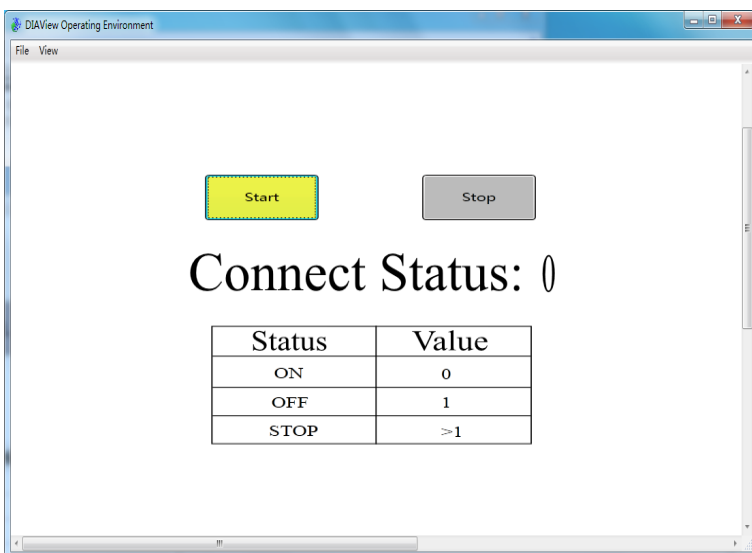 DIAView Operating Environment
File View
Start Stop
Connect Status: 0
Status Value
ON 0
OFF 1
STOP >1